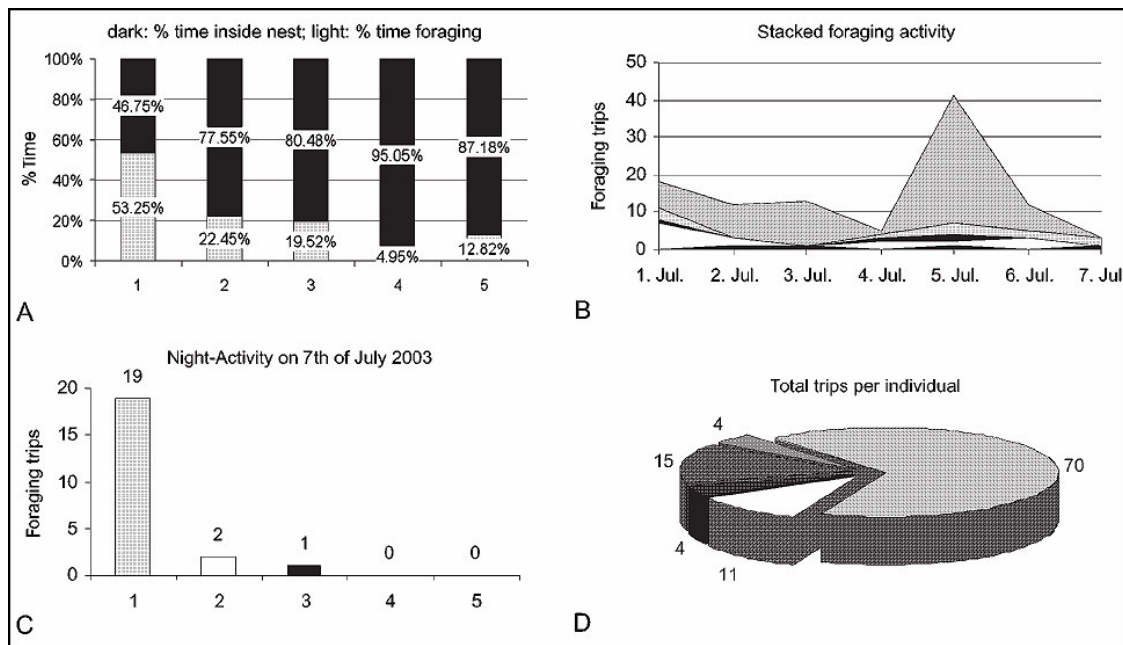 dark: % time inside nest; light: % time foraging
100%
80%
60%
40%
20%
0%
% Time
46.75%
77.55%
80.48%
95.05%
87.18%
53.25%
22.45%
19.52%
4.95%
12.82%
1 2 3 4 5
A
Stacked foraging activity
50
40
30
20
10
0
Foraging trips
1. Jul. 2. Jul. 3. Jul. 4. Jul. 5. Jul. 6. Jul. 7. Jul.
B
Night-Activity on 7th of July 2003
20
15
10
5
0
Foraging trips
19
2
1
0
0
1 2 3 4 5
C
Total trips per individual
4
15
70
4
11
D